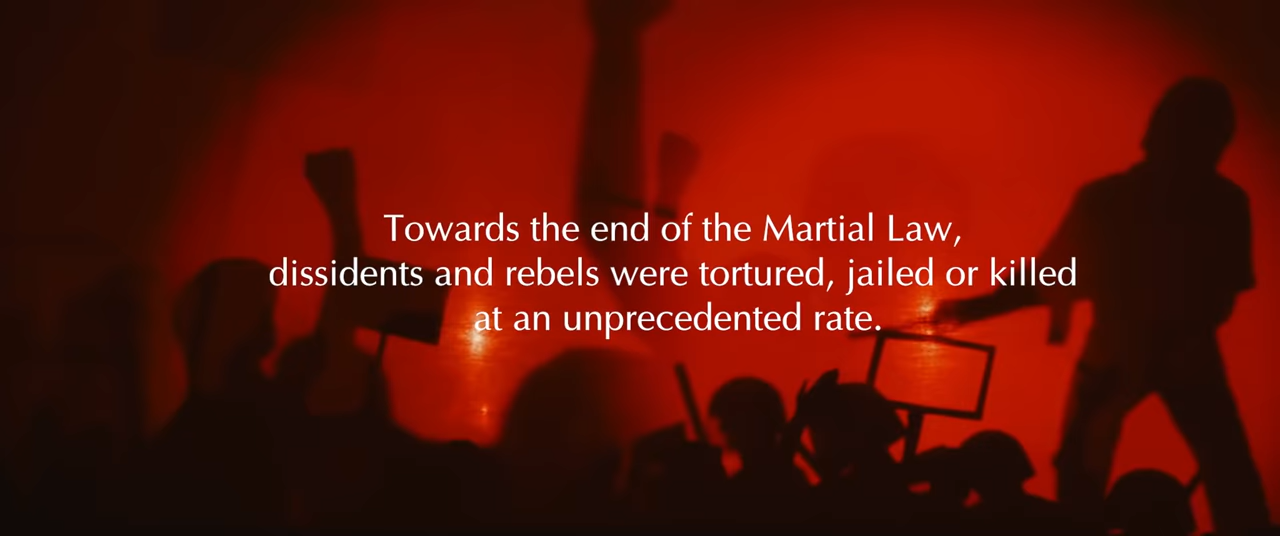 Towards the end of the Martial Law,
dissidents and rebels were tortured, jailed or killed
at an unprecedented rate.